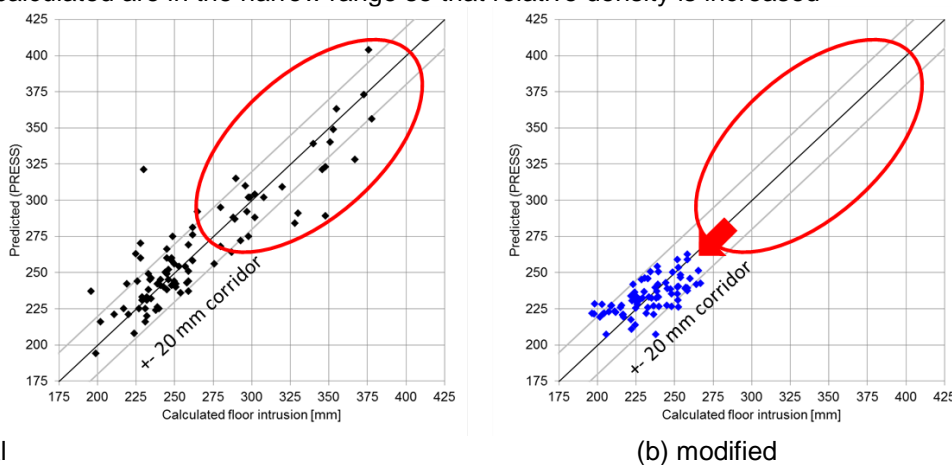 calculated are in the narrow range so that relative density is increased
425
400
375
350
325
300
275
250
225
200
175
Predicted (PRESS)
+- 20 mm corridor
175 200 225 250 275 300 325 350 375 400 425
Calculated floor intrusion [mm]
425
400
375
350
325
300
275
250
225
200
175
Predicted (PRESS)
+- 20 mm corridor
175 200 225 250 275 300 325 350 375 400 425
Calculated floor intrusion [mm]
(b) modified